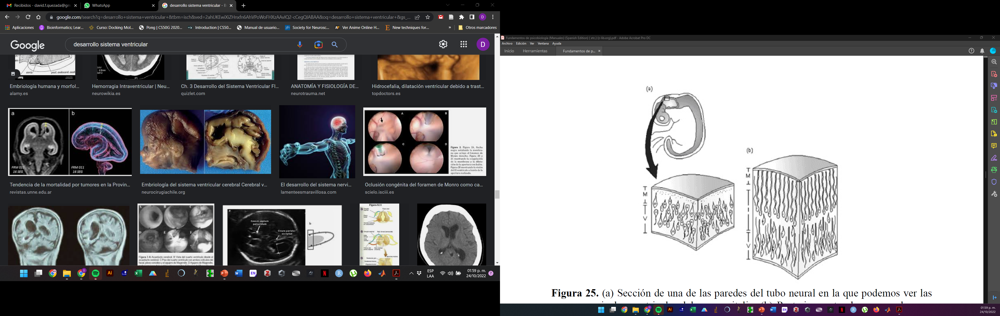 Recibidos - david.f.quezada@gm
WhatsApp
desarrollo sistema ventricular - B
google.com/search?q=desarrollo+sistema+ventricular+&tbm=isch&ved=2ahUKEwiXiZHnxfn6AhVPoWoFHXzAAvIQ2-cCegQIABAA&oq=desarrollo+sistema+ventricular+&gs_...
Aplicaciones
Bioinformatics; Lear...
Curso: Docking Mol...
Pong | CS50G 2020...
Introduction | CS50...
Manual de usuario...
Society for Neurosc...
Ver Anime Online H...
New techniques for...
»
Otros marcadores
Google
desarrollo sistema ventricular
D
auric
post. endocard. cush
Embriología humana y morfol...
alamy.es
Hemorragia Intraventricular | Neu...
neurowikia.es
Ch. 3 Desarrollo del Sistema Ventricular Fl...
quizlet.com
ANATOMÍA Y FISIOLOGÍA DE...
neurotrauma.net
Hidrocefalia, dilatación ventricular debido a trast...
topdoctors.es
a
b
FRM 011
16 SEG
FRM 011
16 SEG
A
B
C
D
Figura 2. Figura 2A, flecha
negra señalando la membra-
na que ocluye el foramen de
Monro derecho. Figura 2B y
2C mostrando la coagulación
de la membrana y la dilata-
ción de la apertura con balón.
Figura 2D mostrando la visión
del III ventrículo a través de la
apertura realizada.
Tendencia de la mortalidad por tumores en la Provin...
revistas.unne.edu.ar
Embriología del sistema ventricular cerebral Cerebral v...
neurocirugiachile.org
El desarrollo del sistema nervi...
lamenteesmaravillosa.com
Oclusión congénita del foramen de Monro como ca...
scielo.isciii.es
A
B
C
D
E
F
Figura 3 A Acueducto cerebral. B Vista del cuarto ventrículo desde el
acueducto cerebral. C Piso del cuarto ventrículo con ambos colículos del
facial, plexo coroideo y el agujero de Magendie. D Agujero de Magendie,
a
Cavum septum
pellucidum
Cisura parieto-
occipital
b
Figura 8.11
ESP
LAA
01:59 p. m.
24/10/2022
7
Fundamentos de psicobiología (Manuales) (Spanish Edition) ( etc.) (z-lib.org).pdf - Adobe Acrobat Pro DC
Archivo Edición Ver Ventana Ayuda
Inicio
Herramientas
Fundamentos de p...
(a)
(b)
M
V
M
I
V
Figura 25. (a) Sección de una de las paredes del tubo neural en la que podemos ver las
01:59 p. m.
24/10/2022